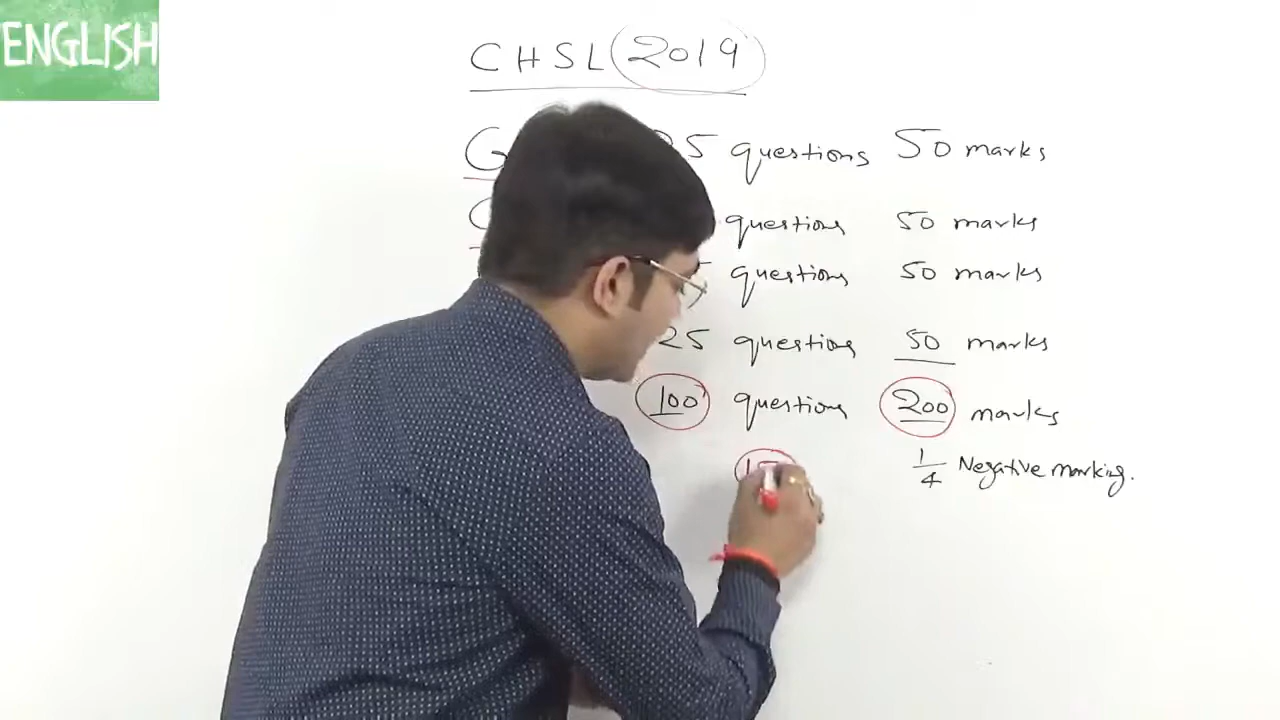 ENGLISH
CHSL 2019
G 25 questions 50 marks
questions 50 marks
questions 50 marks
25 questions 50 marks
100 questions 200 marks
1/4 Negative marking.